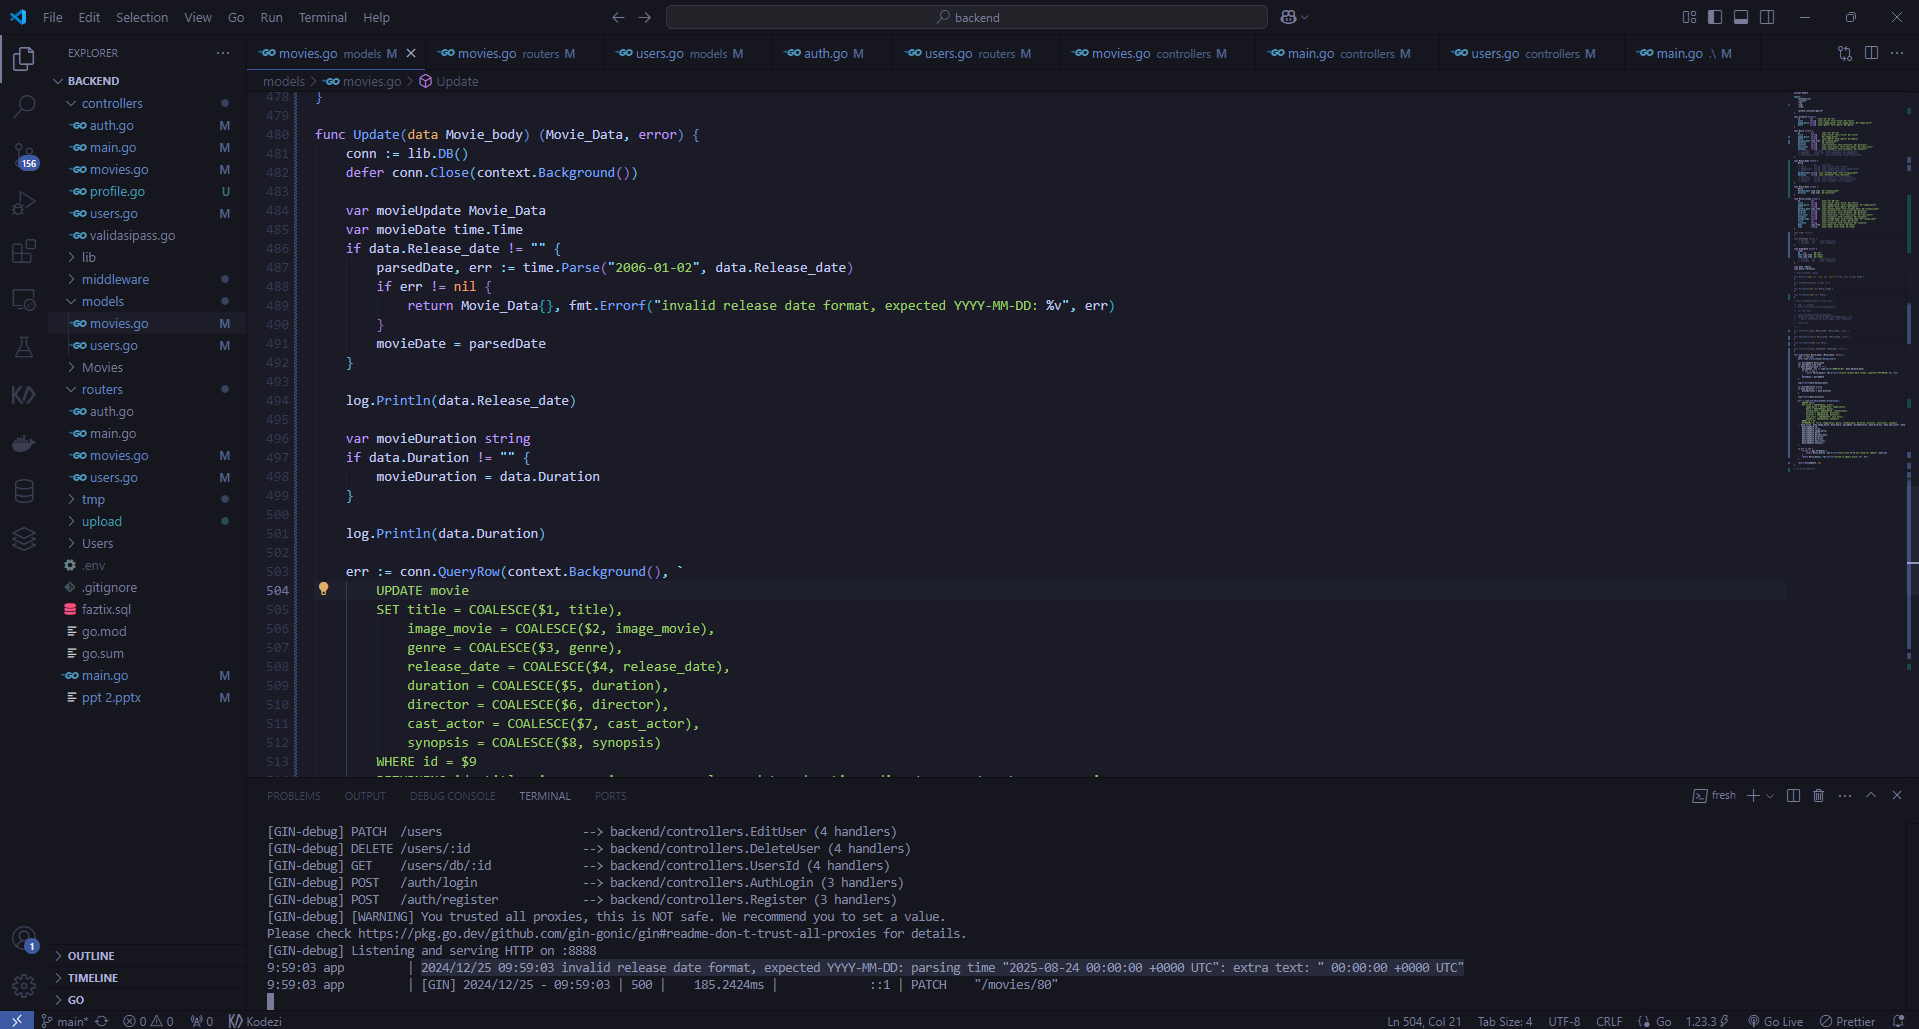 File Edit Selection View Go Run Terminal Help
backend
EXPLORER
BACKEND
controllers
auth.go M
main.go M
movies.go M
profile.go U
users.go M
validasipass.go
lib
middleware
models
movies.go M
users.go M
Movies
routers
auth.go
main.go
movies.go M
users.go M
tmp
upload
Users
.env
.gitignore
faztix.sql
go.mod
go.sum
main.go M
ppt 2.pptx M
OUTLINE
TIMELINE
GO
156
1
movies.go models M movies.go routers M users.go models M auth.go M users.go routers M movies.go controllers M main.go controllers M users.go controllers M main.go .\ M
models > movies.go > Update
478 }
479
480 func Update(data Movie_body) (Movie_Data, error) {
481 conn := lib.DB()
482 defer conn.Close(context.Background())
483
484 var movieUpdate Movie_Data
485 var movieDate time.Time
486 if data.Release_date != "" {
487 parsedDate, err := time.Parse("2006-01-02", data.Release_date)
488 if err != nil {
489 return Movie_Data{}, fmt.Errorf("invalid release date format, expected YYYY-MM-DD: %v", err)
490 }
491 movieDate = parsedDate
492 }
493
494 log.Println(data.Release_date)
495
496 var movieDuration string
497 if data.Duration != "" {
498 movieDuration = data.Duration
499 }
500
501 log.Println(data.Duration)
502
503 err := conn.QueryRow(context.Background(), `
504 UPDATE movie
505 SET title = COALESCE($1, title),
506 image_movie = COALESCE($2, image_movie),
507 genre = COALESCE($3, genre),
508 release_date = COALESCE($4, release_date),
509 duration = COALESCE($5, duration),
510 director = COALESCE($6, director),
511 cast_actor = COALESCE($7, cast_actor),
512 synopsis = COALESCE($8, synopsis)
513 WHERE id = $9
PROBLEMS OUTPUT DEBUG CONSOLE TERMINAL PORTS
fresh
[GIN-debug] PATCH /users --> backend/controllers.EditUser (4 handlers)
[GIN-debug] DELETE /users/:id --> backend/controllers.DeleteUser (4 handlers)
[GIN-debug] GET /users/db/:id --> backend/controllers.UsersId (4 handlers)
[GIN-debug] POST /auth/login --> backend/controllers.AuthLogin (3 handlers)
[GIN-debug] POST /auth/register --> backend/controllers.Register (3 handlers)
[GIN-debug] [WARNING] You trusted all proxies, this is NOT safe. We recommend you to set a value.
Please check https://pkg.go.dev/github.com/gin-gonic/gin#readme-don-t-trust-all-proxies for details.
[GIN-debug] Listening and serving HTTP on :8888
9:59:03 app | 2024/12/25 09:59:03 invalid release date format, expected YYYY-MM-DD: parsing time "2025-08-24 00:00:00 +0000 UTC": extra text: " 00:00:00 +0000 UTC"
9:59:03 app | [GIN] 2024/12/25 - 09:59:03 | 500 | 185.2424ms | ::1 | PATCH "/movies/80"
main* 0 0 0 Kodezi
Ln 504, Col 21 Tab Size: 4 UTF-8 CRLF Go 1.23.3 Go Live Prettier